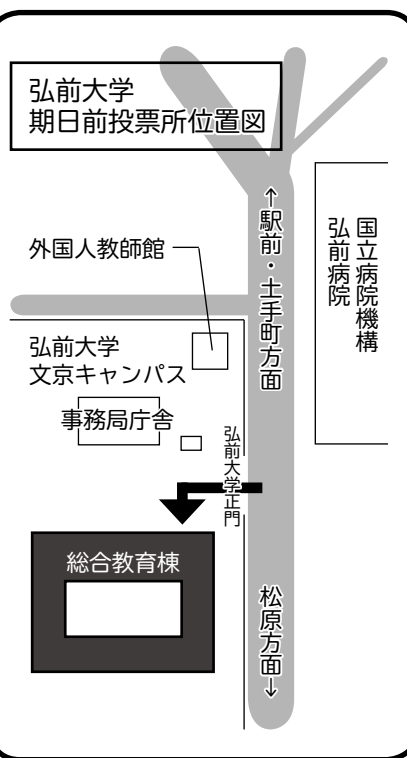 弘前大学
期日前投票所位置図
←駅前・土手町方面
国立病院機構
弘前病院
外国人教師館
弘前大学
文京キャンパス
事務局庁舎
弘前大学正門
総合教育棟
松原方面→